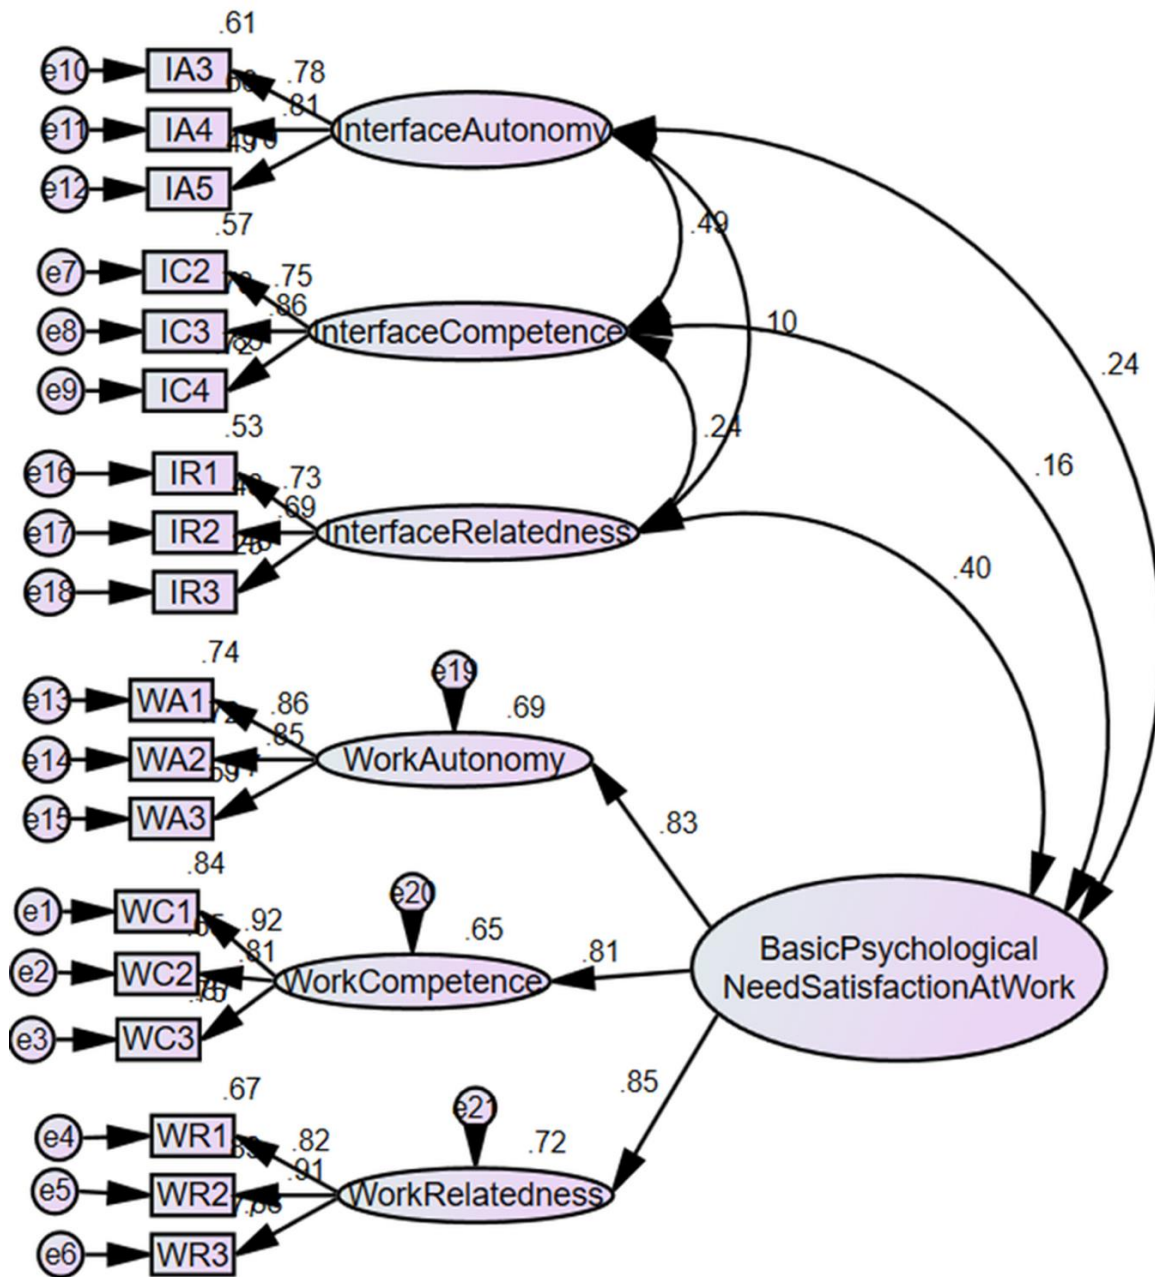 .61
e10 IA3 .78
e11 IA4 .81 InterfaceAutonomy
e12 IA5
.57
.49
e7 IC2 .75
e8 IC3 .86 InterfaceCompetence 10
.24
e9 IC4
.53
.24
.16
e16 IR1 .73
e17 IR2 .69 InterfaceRelatedness
.40
e18 IR3
.74
e19
e13 WA1 .86 .69
e14 WA2 .85 WorkAutonomy
e15 WA3
.83
.84
e20
e1 WC1 .92 .65
e2 WC2 .81 WorkCompetence .81
BasicPsychological
NeedSatisfactionAtWork
e3 WC3
.67
.85
e21
e4 WR1 .82 .72
e5 WR2 .91 WorkRelatedness
e6 WR3